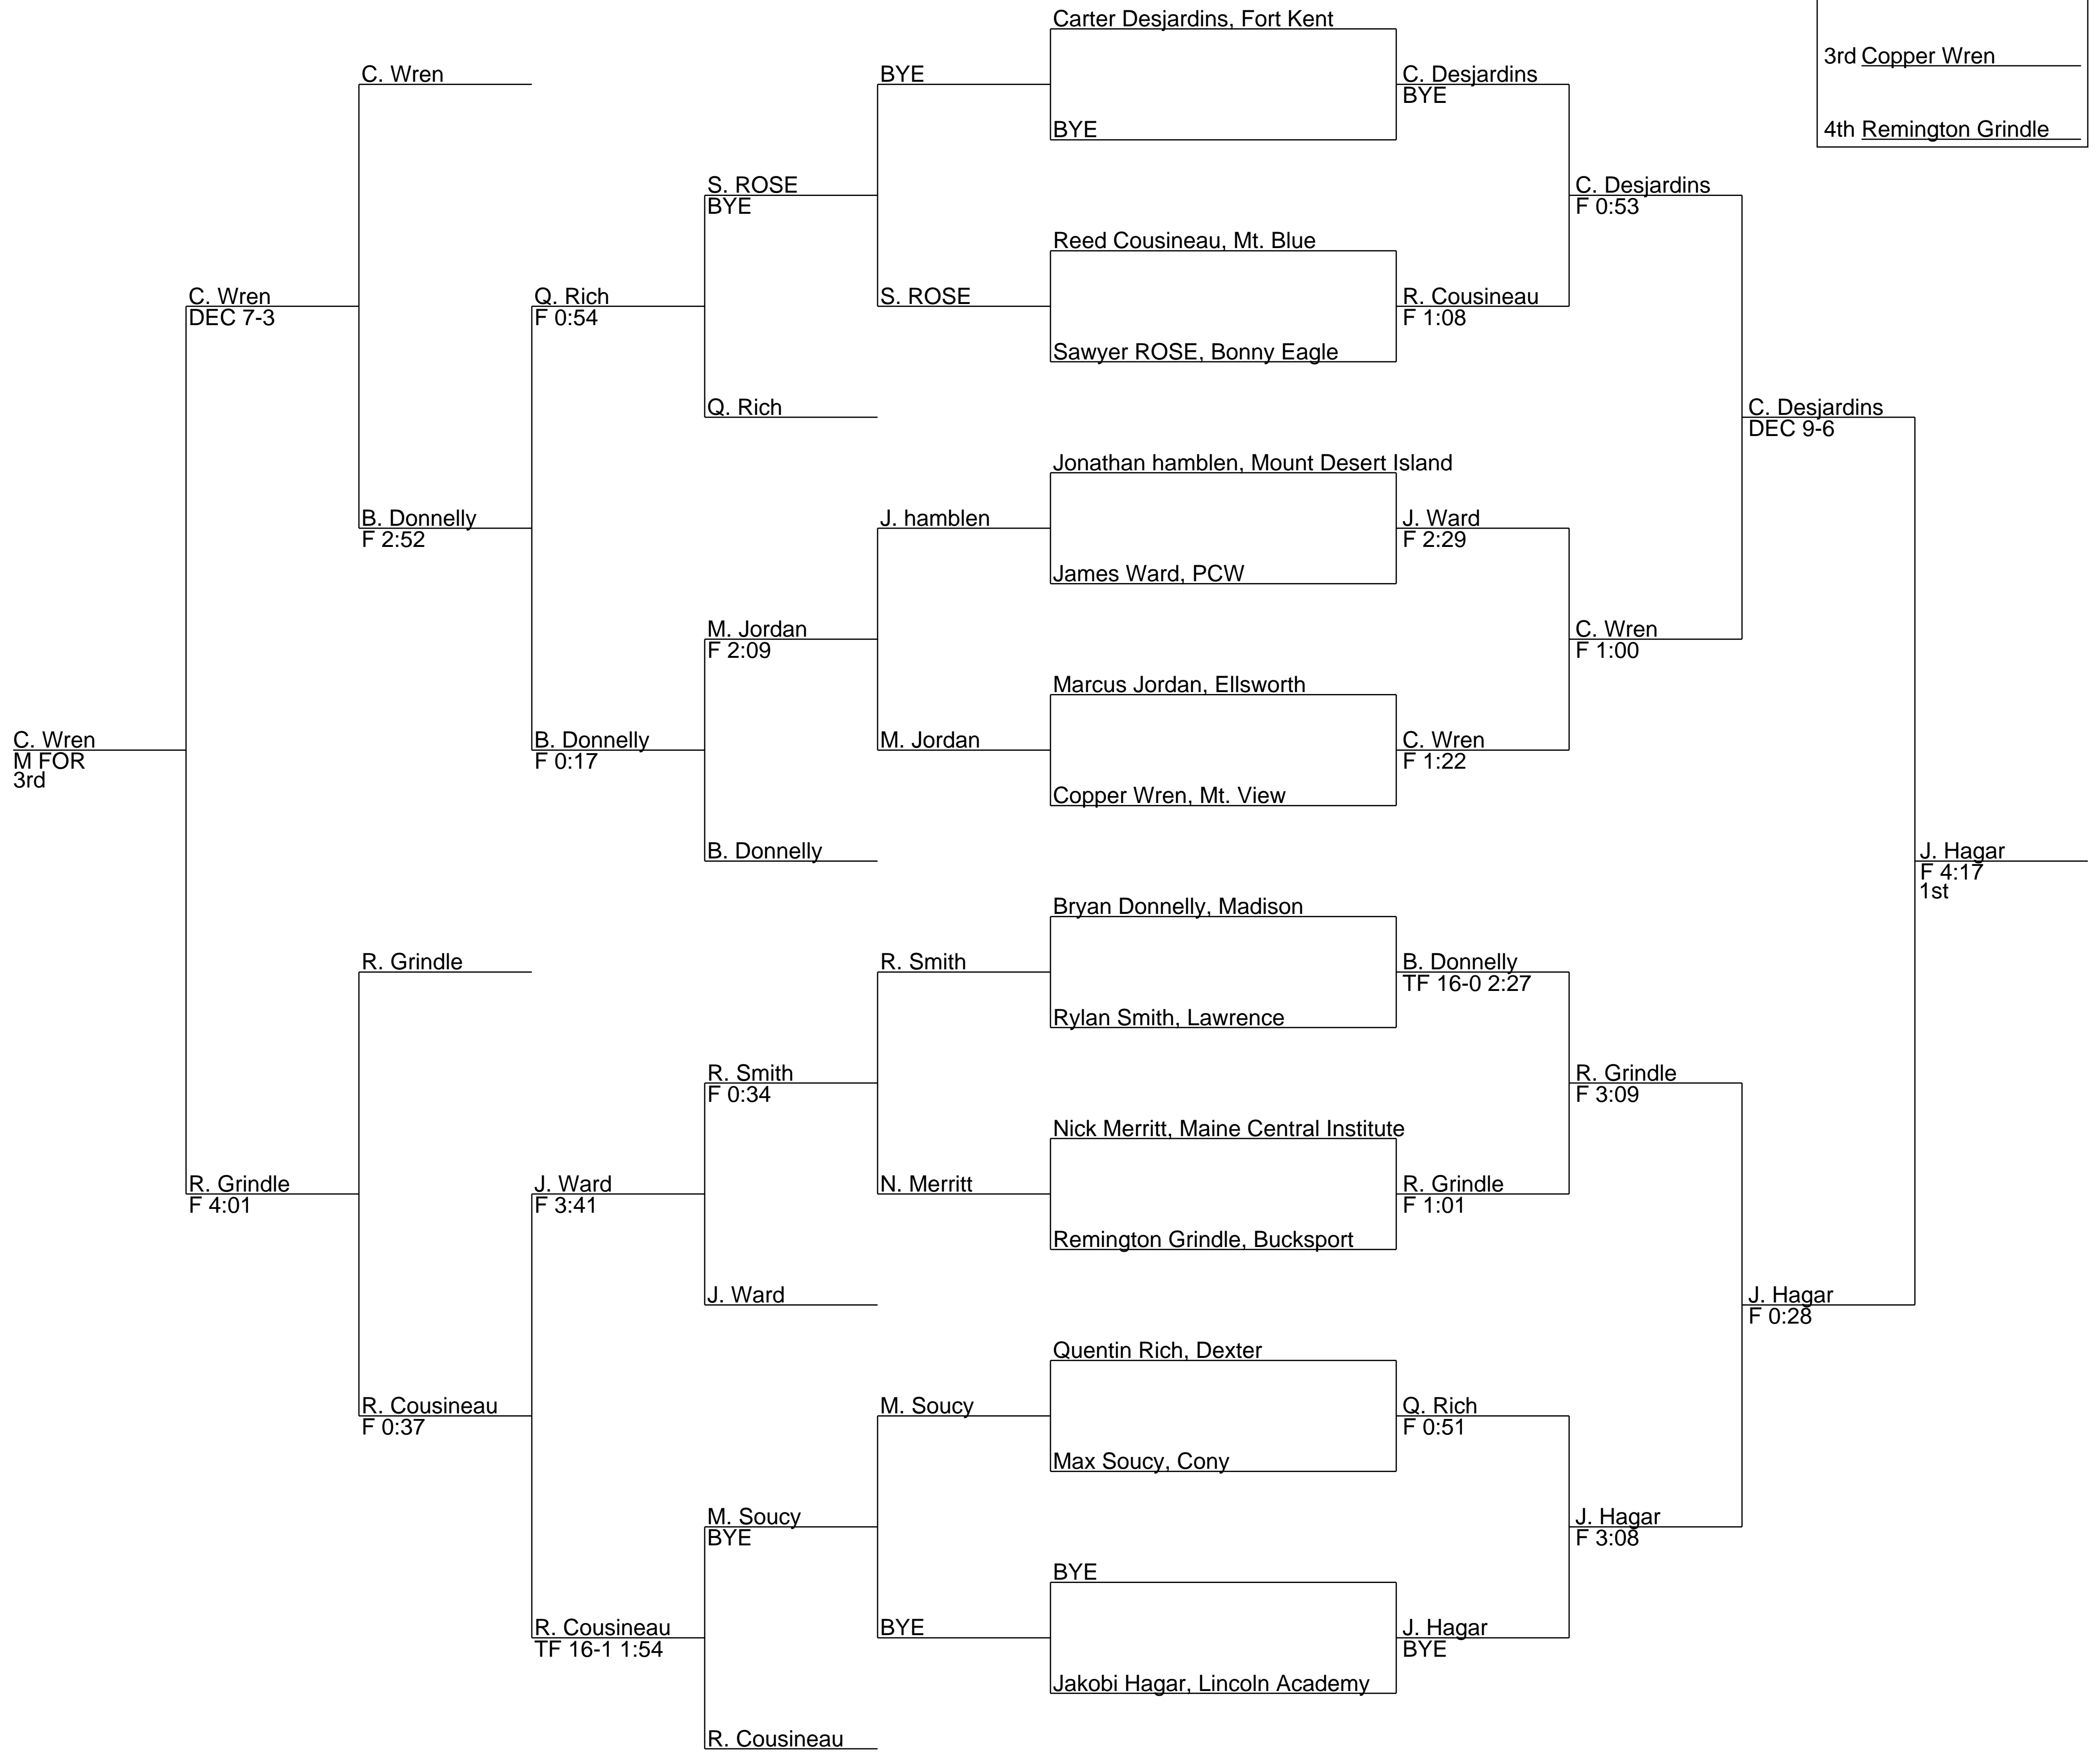 Carter Desjardins, Fort Kent
3rd Copper Wren
C. Wren
BYE
C. Desjardins
BYE
BYE
4th Remington Grindle
S. ROSE
BYE
C. Desjardins
F 0:53
Reed Cousineau, Mt. Blue
C. Wren
DEC 7-3
Q. Rich
F 0:54
S. ROSE
R. Cousineau
F 1:08
Sawyer ROSE, Bonny Eagle
Q. Rich
C. Desjardins
DEC 9-6
Jonathan hamblen, Mount Desert Island
B. Donnelly
F 2:52
J. hamblen
J. Ward
F 2:29
James Ward, PCW
M. Jordan
F 2:09
C. Wren
F 1:00
Marcus Jordan, Ellsworth
C. Wren
M FOR
3rd
B. Donnelly
F 0:17
M. Jordan
C. Wren
F 1:22
Copper Wren, Mt. View
B. Donnelly
J. Hagar
F 4:17
1st
Bryan Donnelly, Madison
R. Grindle
R. Smith
B. Donnelly
TF 16-0 2:27
Rylan Smith, Lawrence
R. Smith
F 0:34
R. Grindle
F 3:09
Nick Merritt, Maine Central Institute
R. Grindle
F 4:01
J. Ward
F 3:41
N. Merritt
R. Grindle
F 1:01
Remington Grindle, Bucksport
J. Ward
J. Hagar
F 0:28
Quentin Rich, Dexter
R. Cousineau
F 0:37
M. Soucy
Q. Rich
F 0:51
Max Soucy, Cony
M. Soucy
BYE
J. Hagar
F 3:08
BYE
R. Cousineau
TF 16-1 1:54
BYE
J. Hagar
BYE
Jakobi Hagar, Lincoln Academy
R. Cousineau